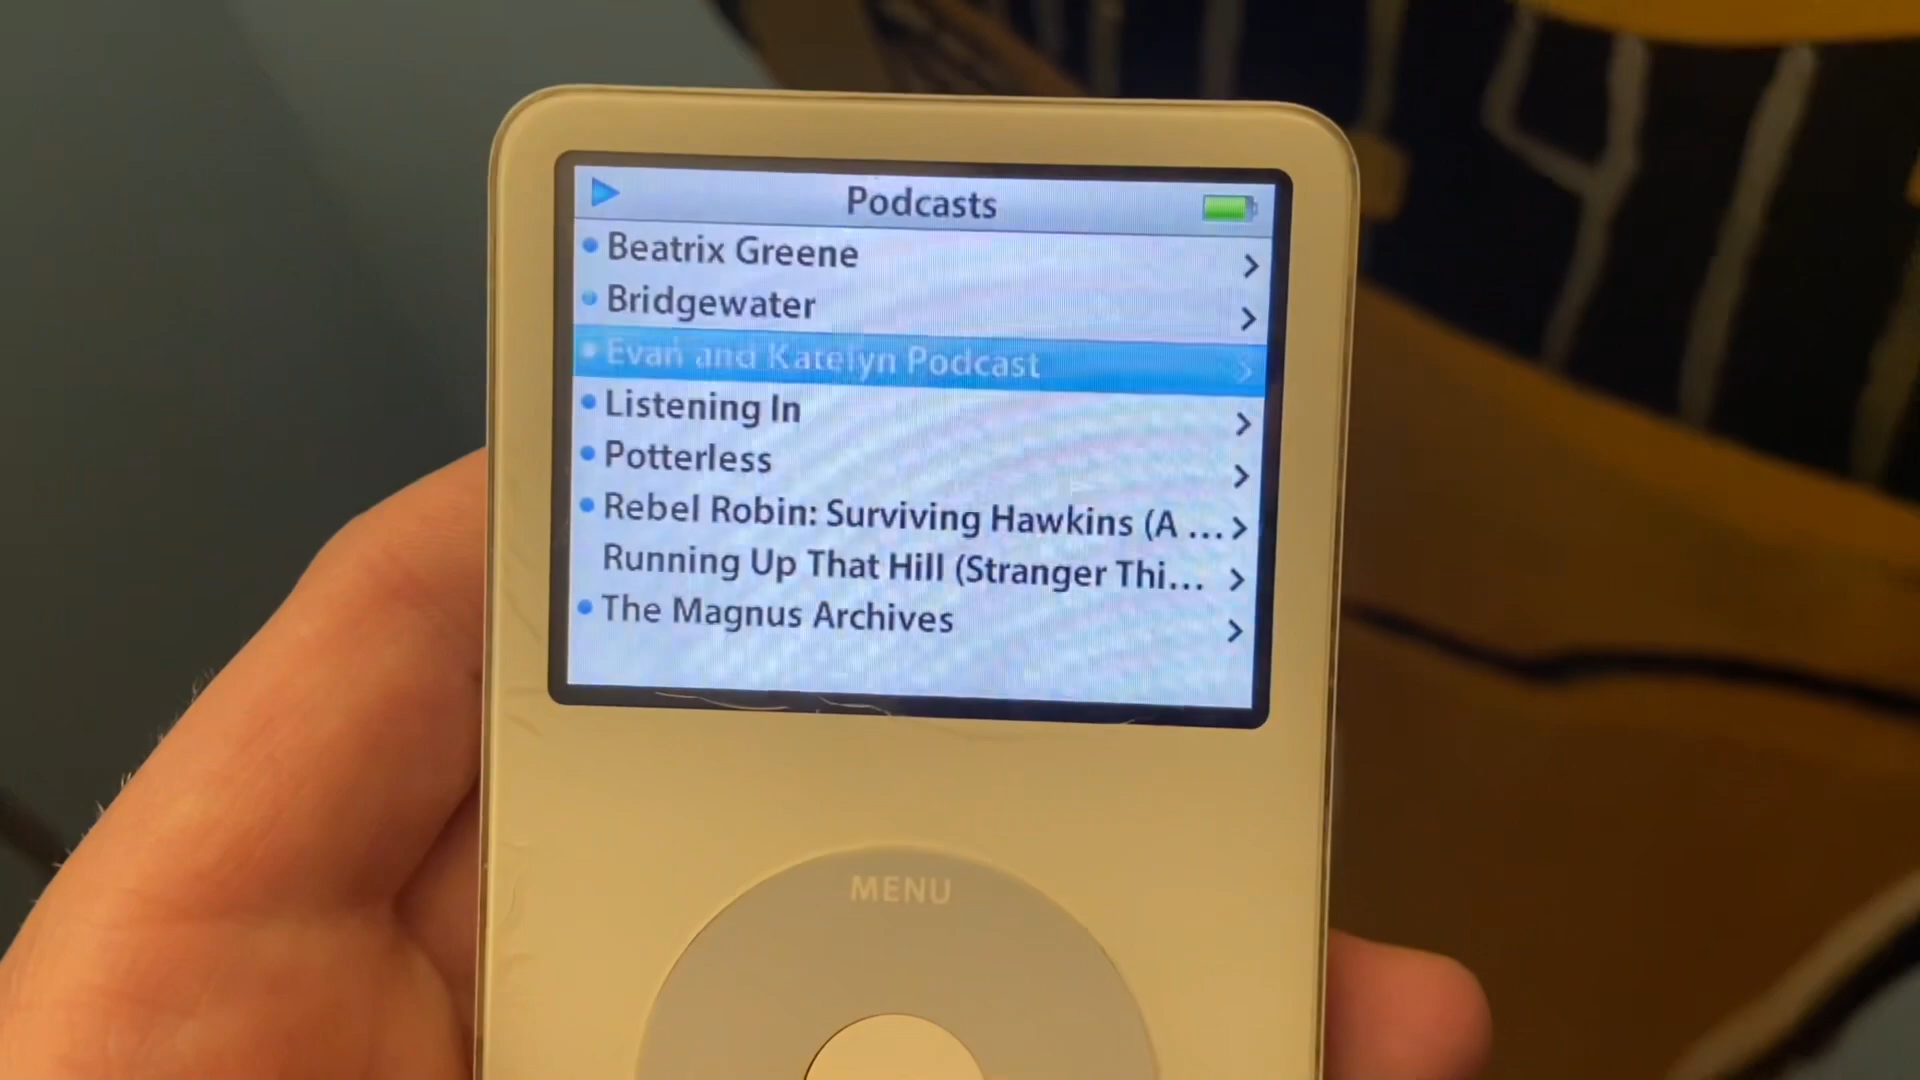 Podcasts
Beatrix Greene
Bridgewater
Evan and Katelyn Podcast
Listening In
Potterless
Rebel Robin: Surviving Hawkins (A ...
Running Up That Hill (Stranger Thi...
The Magnus Archives
MENU